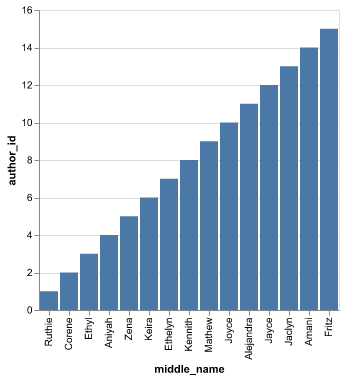 16
14
12
10
8
6
4
2
0
author_id
Ruthie
Corene
Ethyl
Aniyah
Zena
Keira
Ethelyn
Kennith
Mathew
Joyce
Alejandra
Jayce
Jaclyn
Amani
Fritz
middle_name